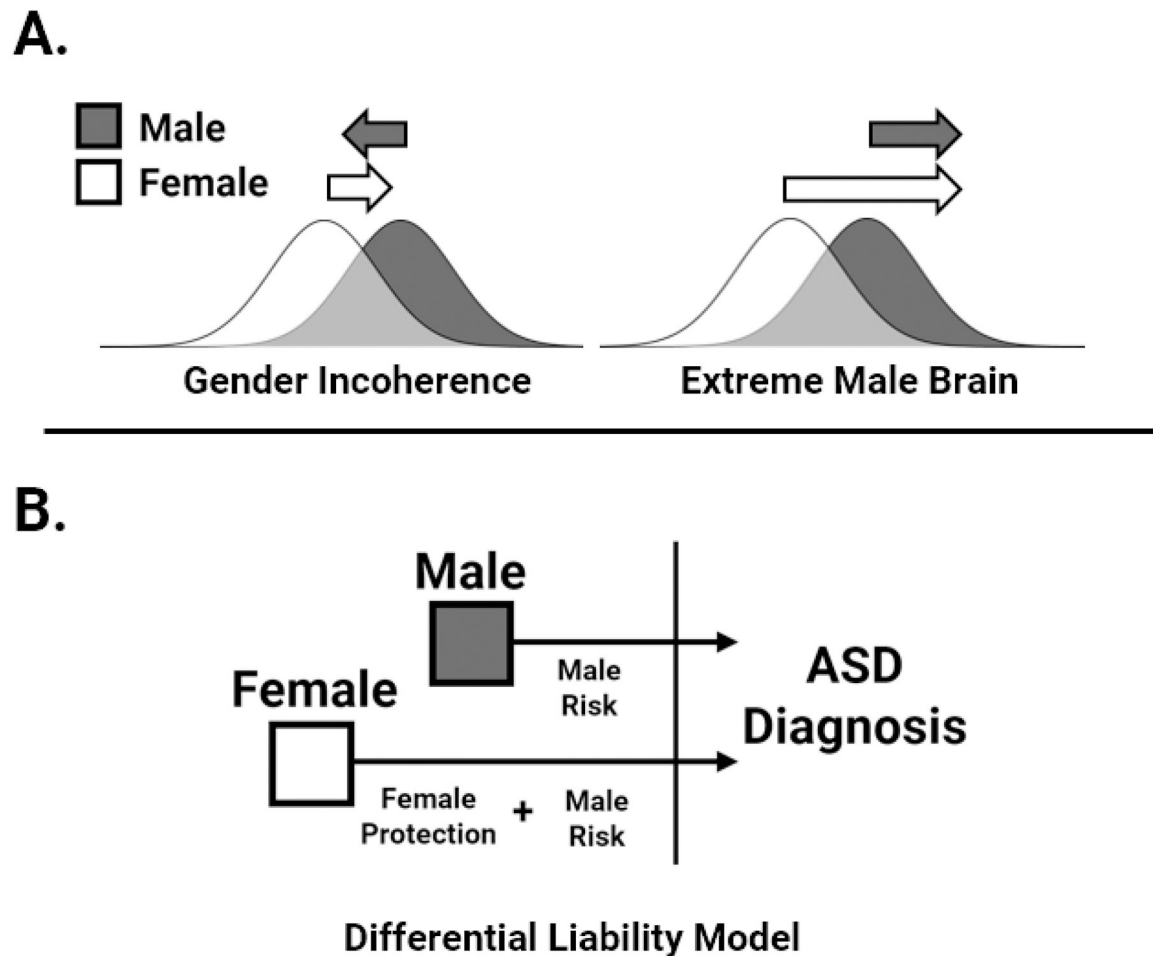 A.
Male
Female
Gender Incoherence
Extreme Male Brain
B.
Male
Male
Risk
Female
Female
Protection
+
Male
Risk
ASD
Diagnosis
Differential Liability Model